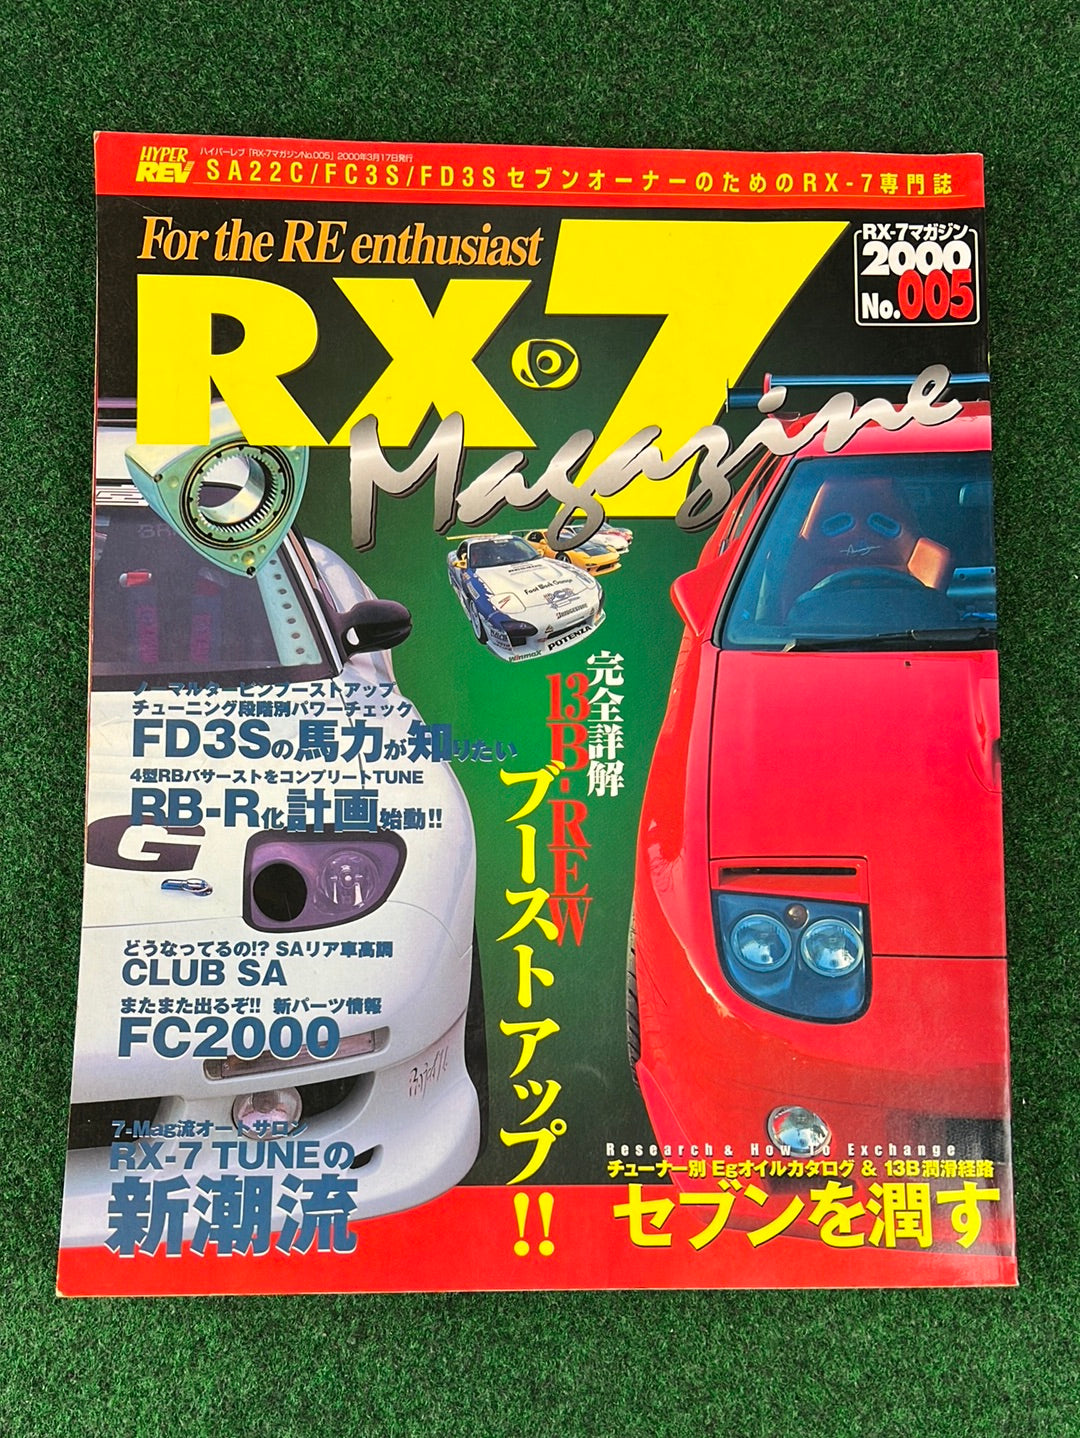 HYPER REV
ハイパーレブ「RX-7マガジンNo.005」2000年3月17日発行
SA22C/FC3S/FD3SセブンオーナーのためのRX-7専門誌
For the RE enthusiast
RX-7
Magazine
RX-7マガジン
2000
No.005
Fast Work Garage
BRIDGESTONE
POTENZA
WinmaX
完全詳解
13B-REW
ブーストアップ!!
ノーマルタービンブーストアップ
チューニング段階別パワーチェック
FD3Sの馬力が知りたい
4型RBバサーストをコンプリートTUNE
RB-R化計画始動!!
G
どうなってるの!? SAリア車高調
CLUB SA
またまた出るぞ!! 新パーツ情報
FC2000
7-Mag流オートサロン
RX-7 TUNEの
新潮流
Research & How To Exchange
チューナー別 Egオイルカタログ & 13B潤滑経路
セブンを潤す